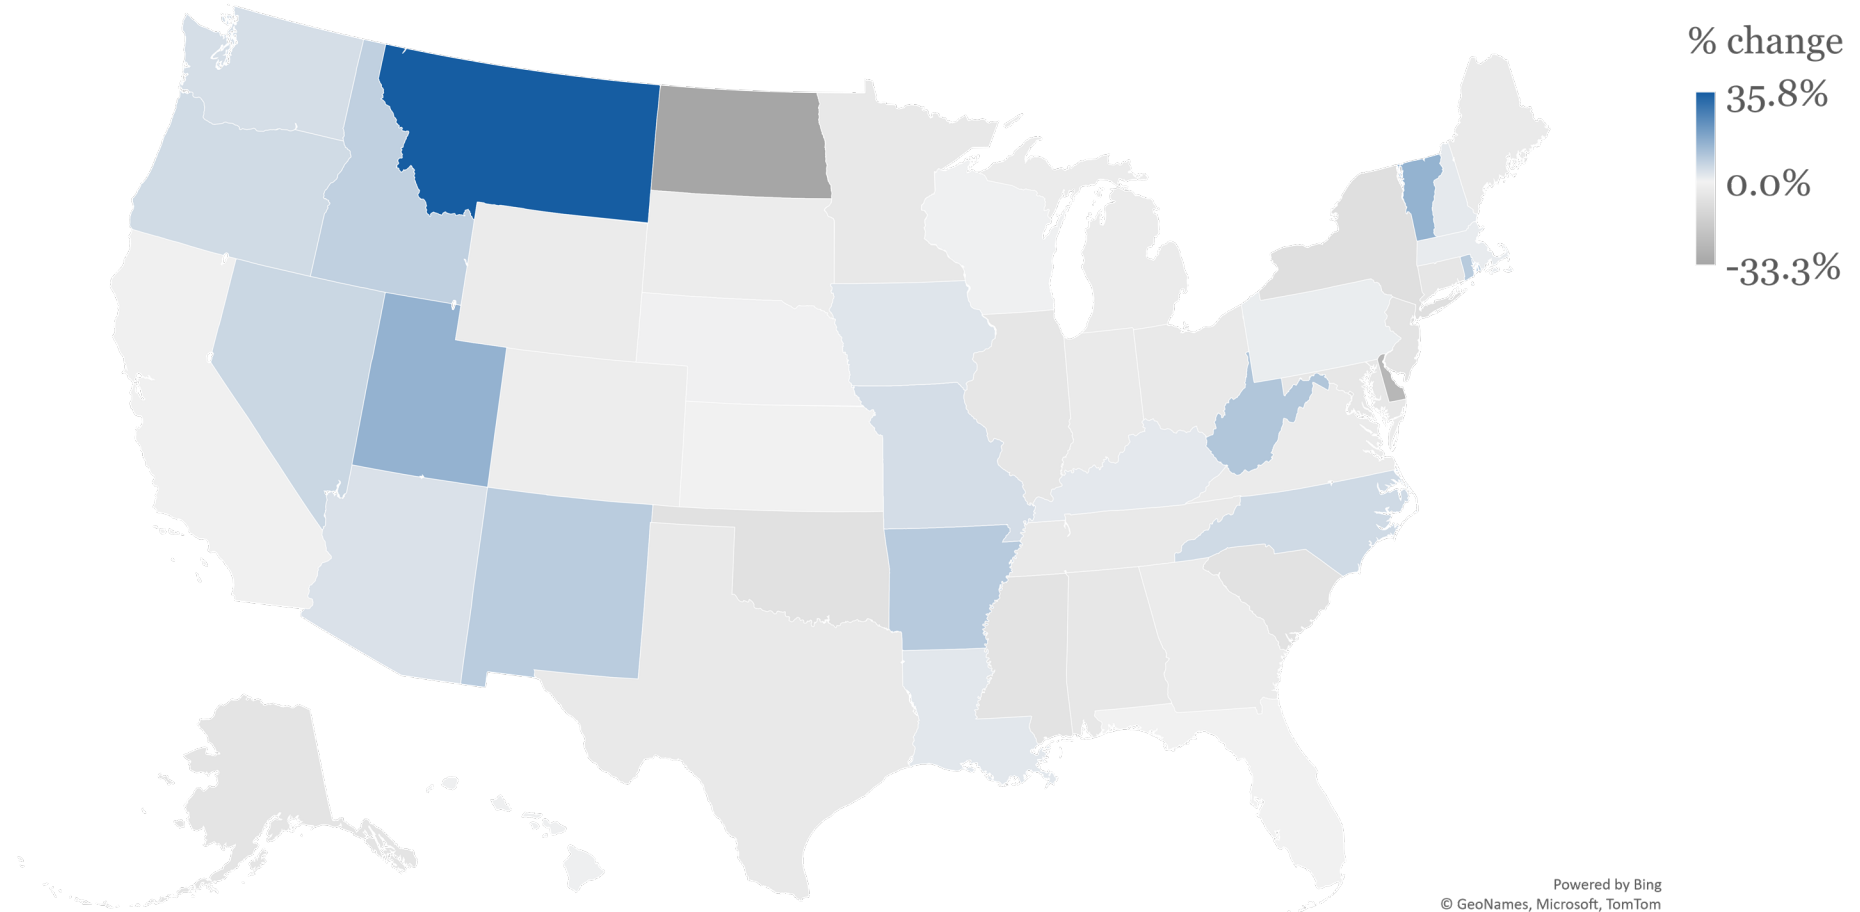 % change
35.8%
0.0%
-33.3%
Powered by Bing
© GeoNames, Microsoft, TomTom